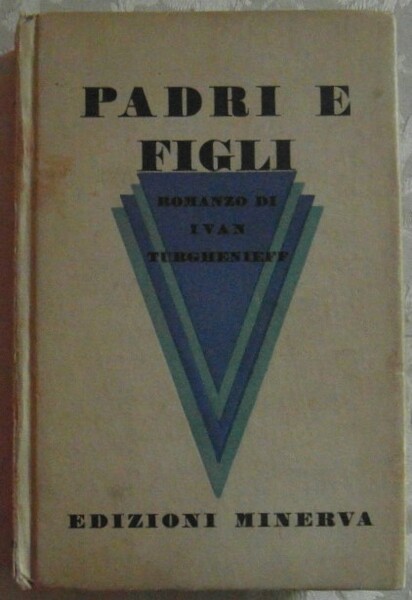 PADRI E
FIGLI
ROMANZO DI
IVAN
TURGHENIEFF
EDIZIONI MINERVA